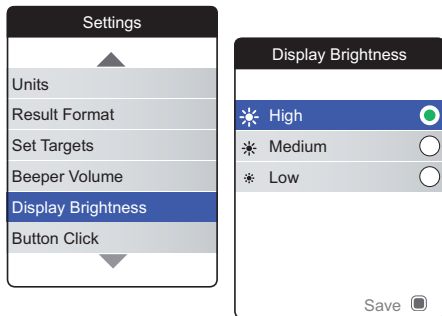 Settings
Units
Result Format
Set Targets
Beeper Volume
Display Brightness
Button Click
Display Brightness
High
Medium
Low
Save